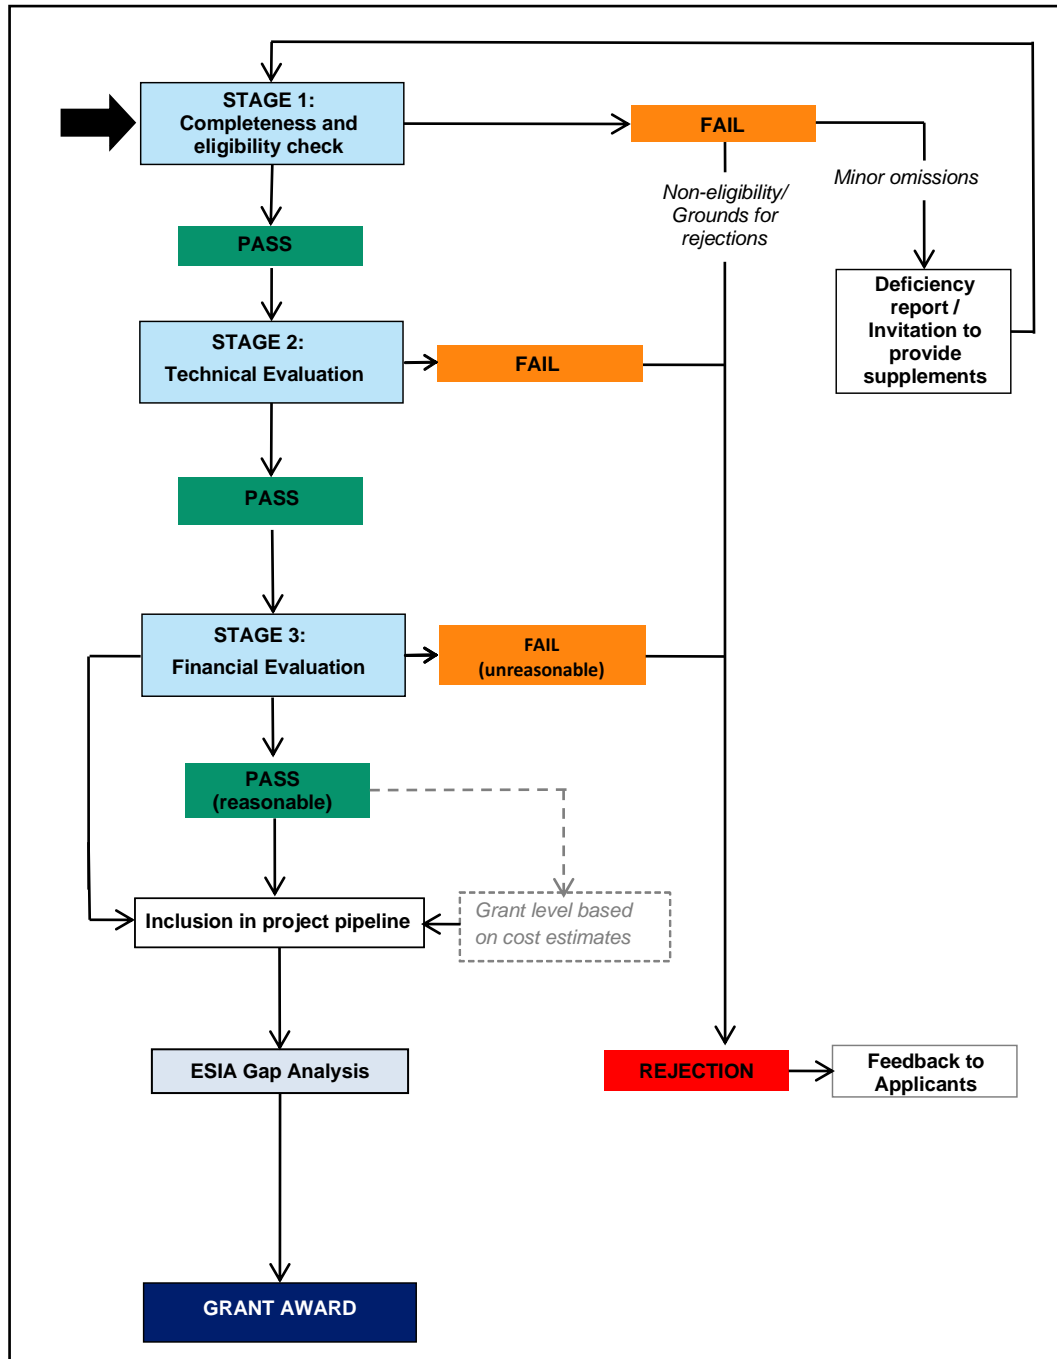 STAGE 1:
Completeness and
eligibility check
FAIL
Non-eligibility/
Grounds for
rejections
Minor omissions
PASS
Deficiency
report /
Invitation to
provide
supplements
STAGE 2:
Technical Evaluation
FAIL
PASS
STAGE 3:
Financial Evaluation
FAIL
(unreasonable)
PASS
(reasonable)
Inclusion in project pipeline
Grant level based
on cost estimates
ESIA Gap Analysis
REJECTION
Feedback to
Applicants
GRANT AWARD